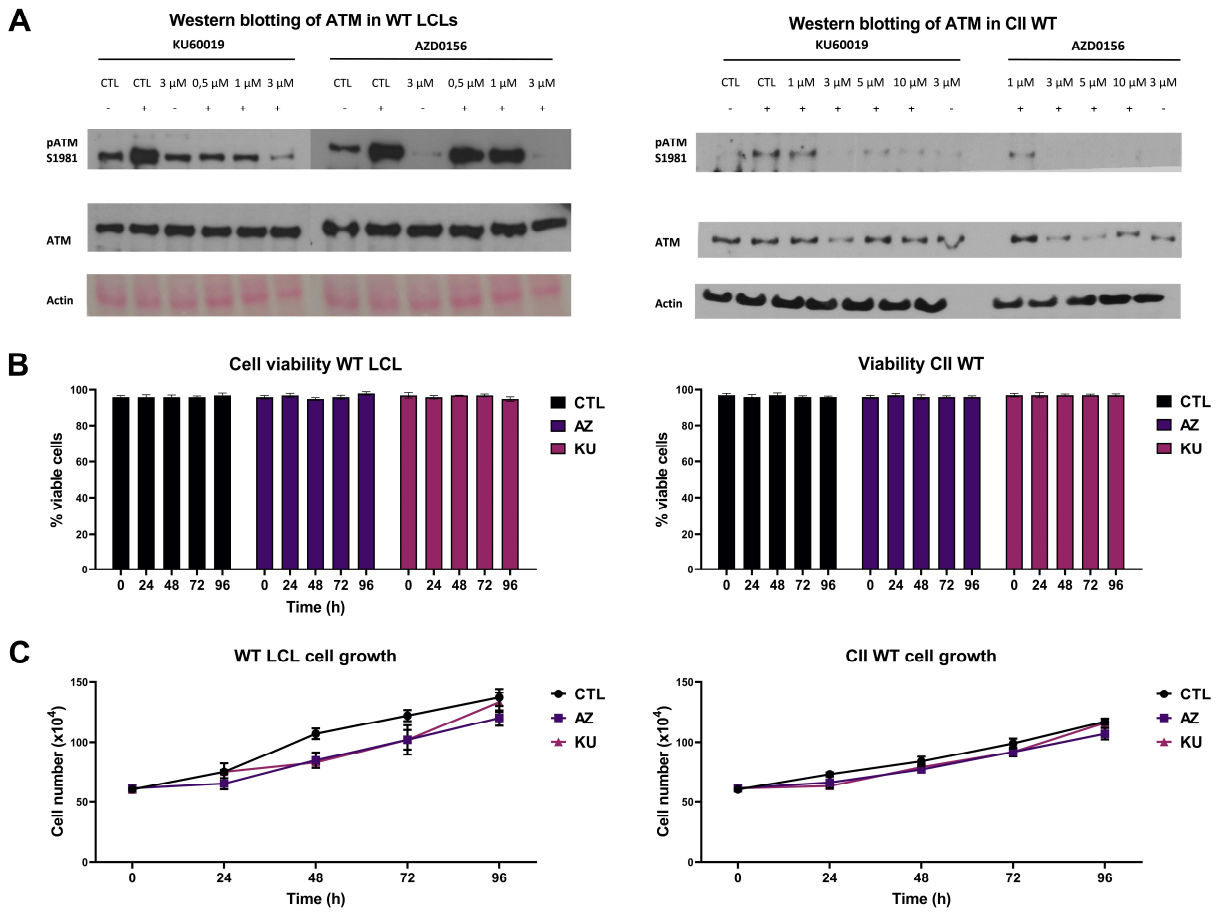 A
Western blotting of ATM in WT LCLs
KU60019
AZD0156
CTL CTL 3 µM 0,5 µM 1 µM 3 µM CTL CTL 3 µM 0,5 µM 1 µM 3 µM
- + - + + + - + - + + +
pATM
S1981
ATM
Actin
Western blotting of ATM in CII WT
KU60019
AZD0156
CTL CTL 1 µM 3 µM 5 µM 10 µM 3 µM 1 µM 3 µM 5 µM 10 µM 3 µM
- + + + + + - + + + + -
pATM
S1981
ATM
Actin
B
Cell viability WT LCL
% viable cells
100
80
60
40
20
0
0 24 48 72 96 0 24 48 72 96 0 24 48 72 96
Time (h)
CTL
AZ
KU
Viability CII WT
% viable cells
100
80
60
40
20
0
0 24 48 72 96 0 24 48 72 96 0 24 48 72 96
Time (h)
CTL
AZ
KU
C
WT LCL cell growth
Cell number (x10⁴)
150
100
50
0
0 24 48 72 96
Time (h)
CTL
AZ
KU
CII WT cell growth
Cell number (x10⁴)
150
100
50
0
0 24 48 72 96
Time (h)
CTL
AZ
KU